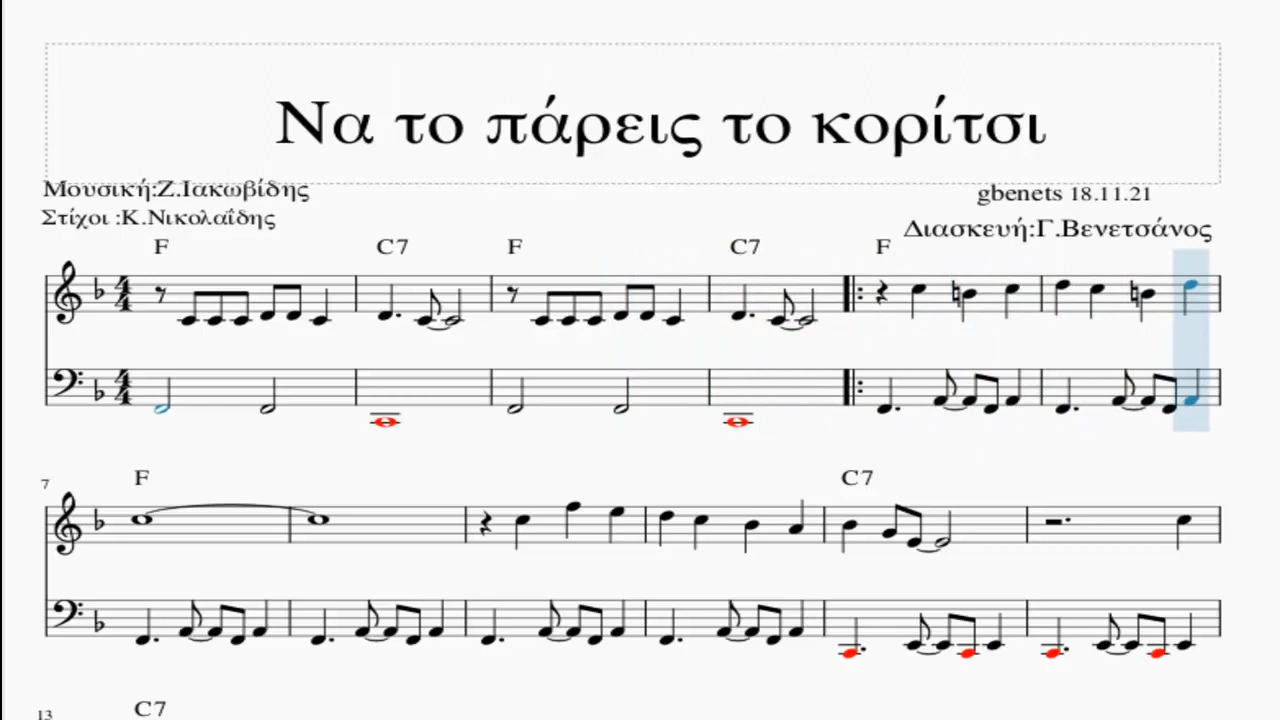 Να το πάρεις το κορίτσι
Μουσική:Ζ.Ιακωβίδης
Στίχοι :Κ.Νικολαΐδης
gbenets 18.11.21
Διασκευή:Γ.Βενετσάνος
F C7 F C7 F
7
F C7
13
C7